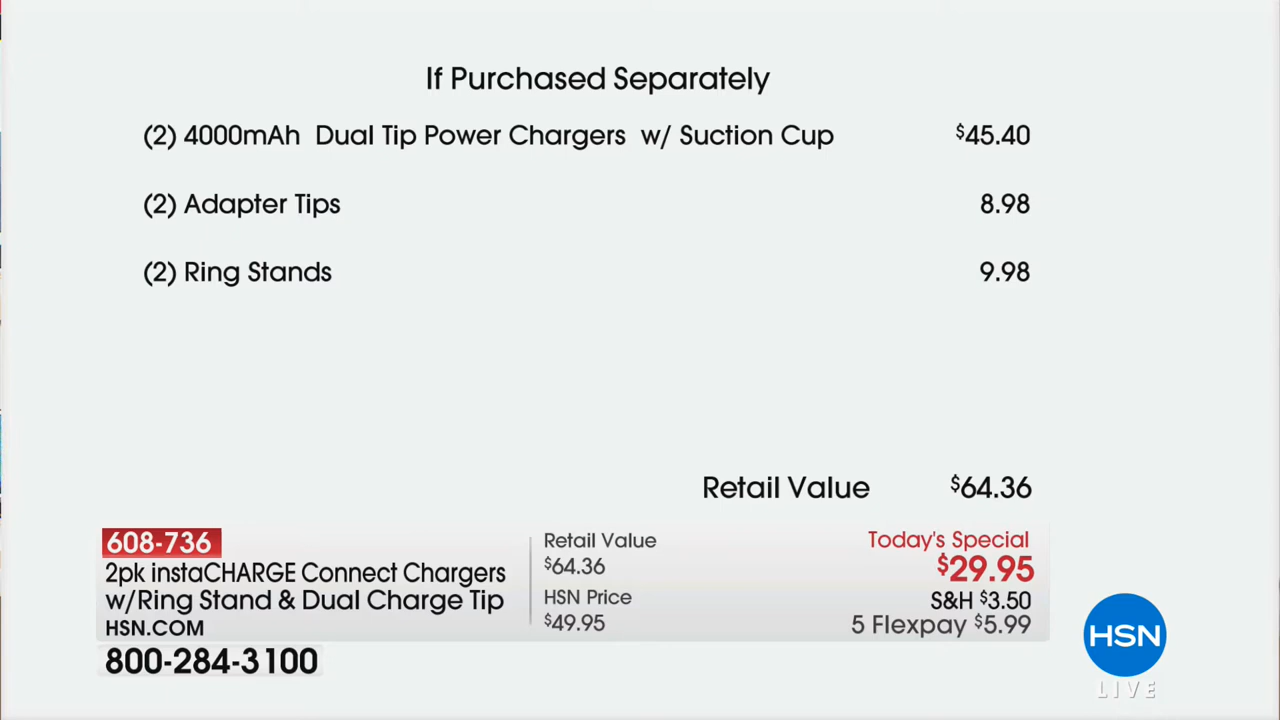 If Purchased Separately
(2) 4000mAh Dual Tip Power Chargers w/ Suction Cup $45.40
(2) Adapter Tips 8.98
(2) Ring Stands 9.98
Retail Value $64.36
608-736
2pk instaCHARGE Connect Chargers
w/Ring Stand & Dual Charge Tip
HSN.COM
800-284-3100
Retail Value
$64.36
HSN Price
$49.95
Today's Special
$29.95
S&H $3.50
5 Flexpay $5.99
HSN
LIVE